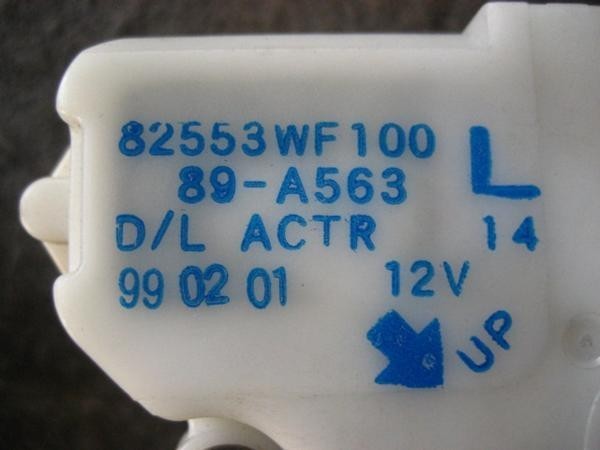 82553WF100
89-A563
L
D/L ACTR
14
99 02 01
12V
UP